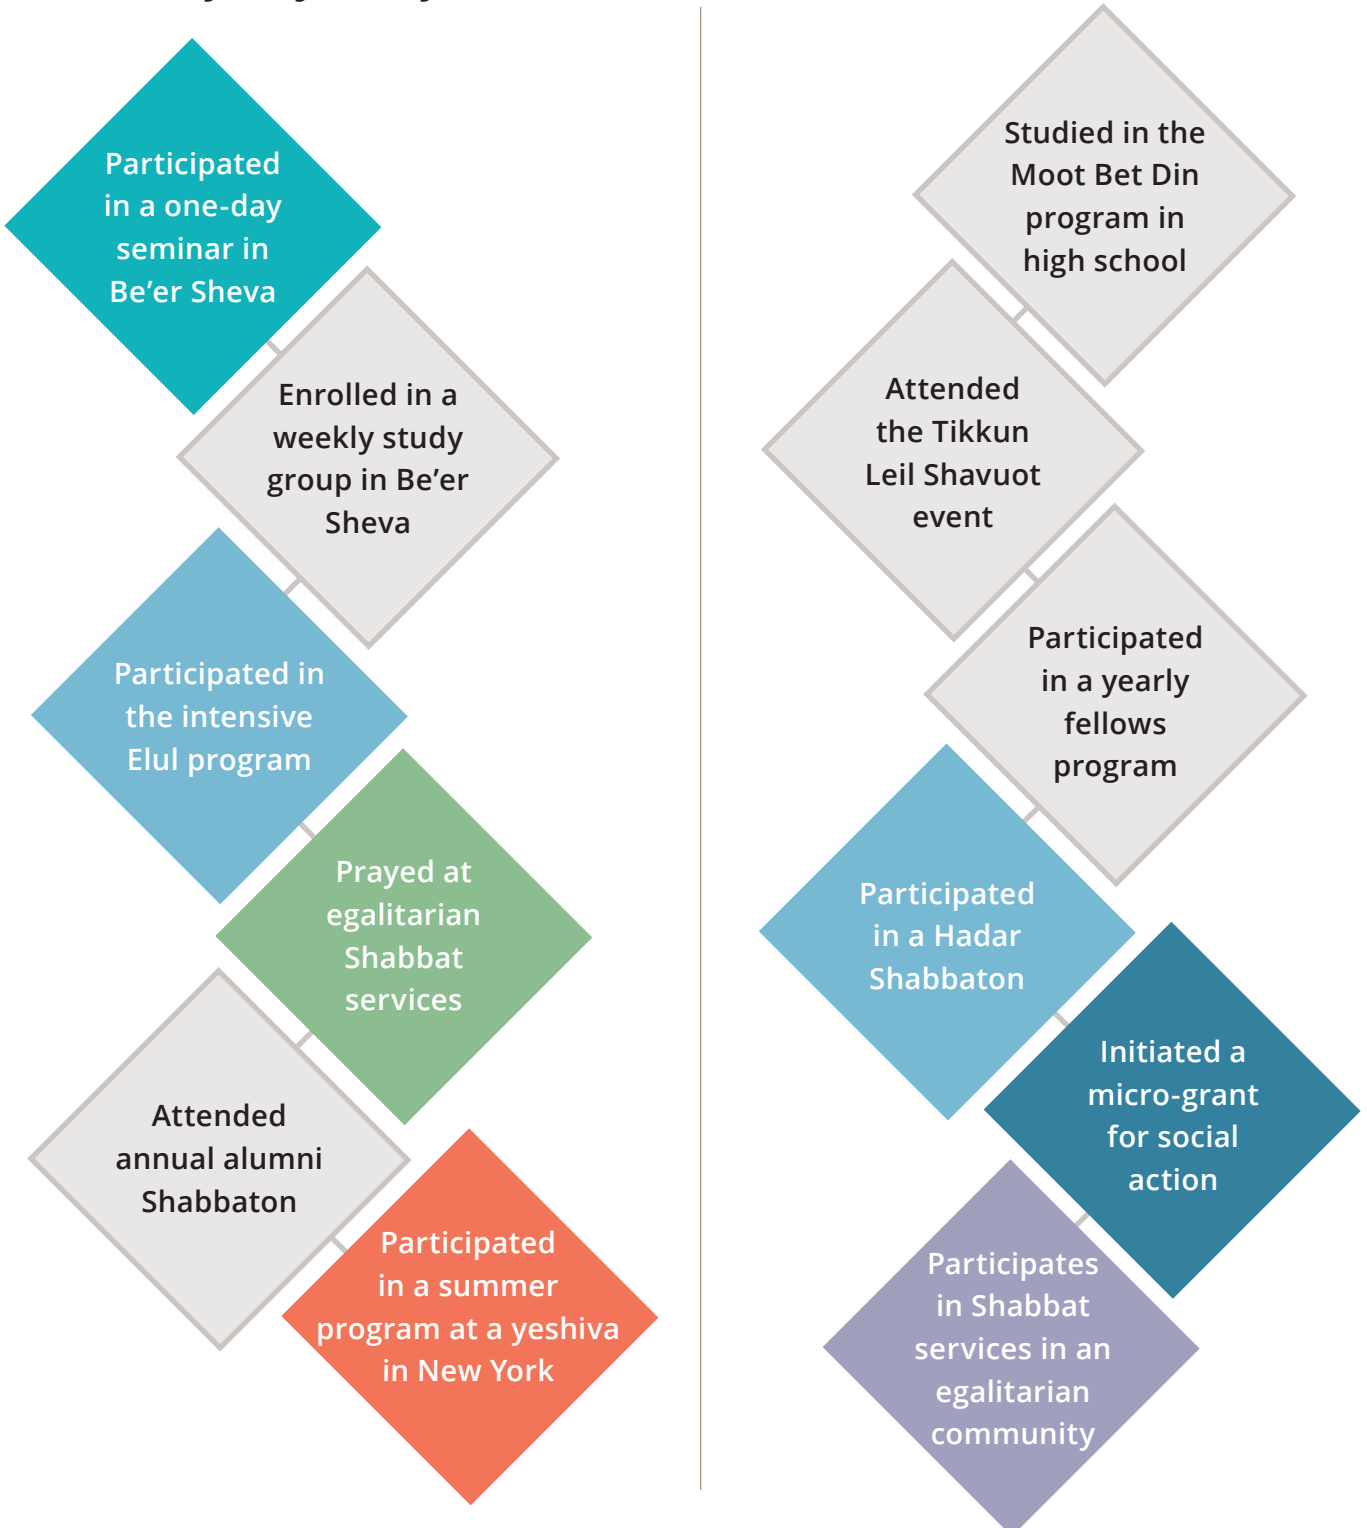 Participated
in a one-day
seminar in
Be’er Sheva
Enrolled in a
weekly study
group in Be’er
Sheva
Participated in
the intensive
Elul program
Prayed at
egalitarian
Shabbat
services
Attended
annual alumni
Shabbaton
Participated
in a summer
program at a yeshiva
in New York
Studied in the
Moot Bet Din
program in
high school
Attended
the Tikkun
Leil Shavuot
event
Participated
in a yearly
fellows
program
Participated
in a Hadar
Shabbaton
Initiated a
micro-grant
for social
action
Participates
in Shabbat
services in an
egalitarian
community